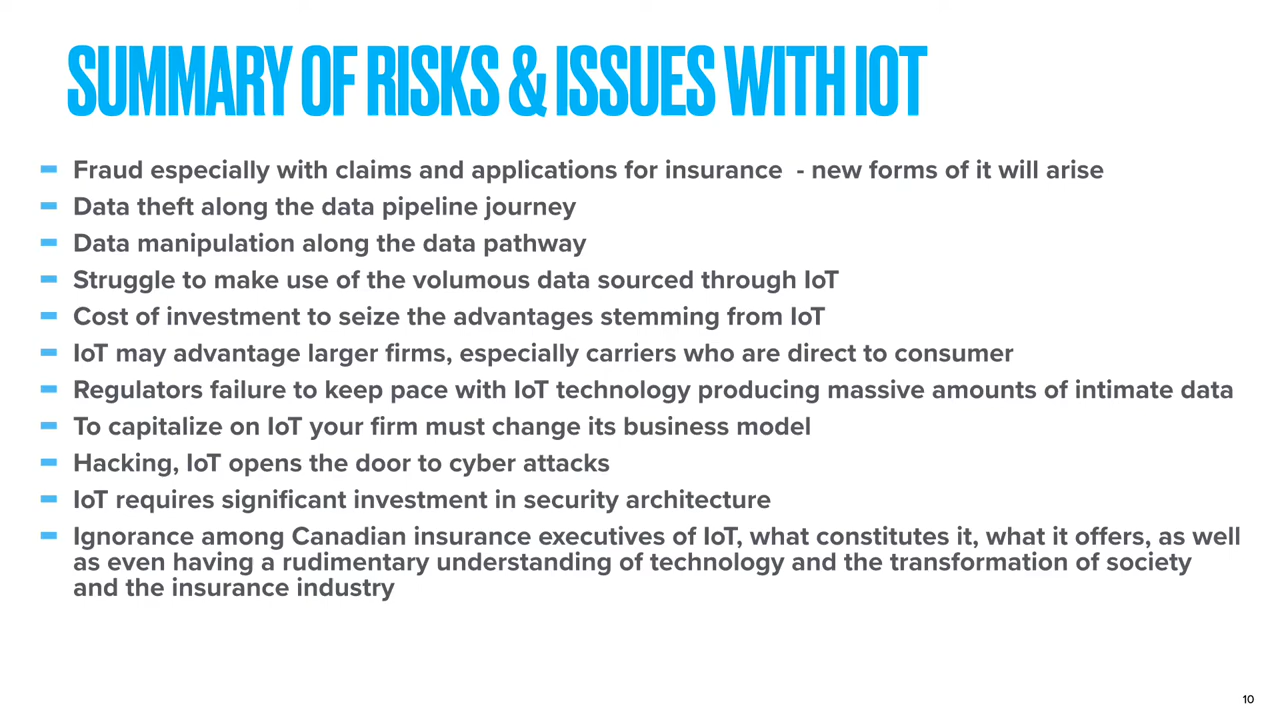 SUMMARY OF RISKS & ISSUES WITH IOT
Fraud especially with claims and applications for insurance - new forms of it will arise
Data theft along the data pipeline journey
Data manipulation along the data pathway
Struggle to make use of the volumous data sourced through IoT
Cost of investment to seize the advantages stemming from IoT
IoT may advantage larger firms, especially carriers who are direct to consumer
Regulators failure to keep pace with IoT technology producing massive amounts of intimate data
To capitalize on IoT your firm must change its business model
Hacking, IoT opens the door to cyber attacks
IoT requires significant investment in security architecture
Ignorance among Canadian insurance executives of IoT, what constitutes it, what it offers, as well
as even having a rudimentary understanding of technology and the transformation of society
and the insurance industry
10